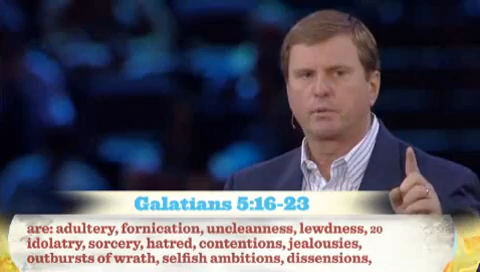 Galatians 5:16-23
are: adultery, fornication, uncleanness, lewdness, 20
idolatry, sorcery, hatred, contentions, jealousies,
outbursts of wrath, selfish ambitions, dissensions,